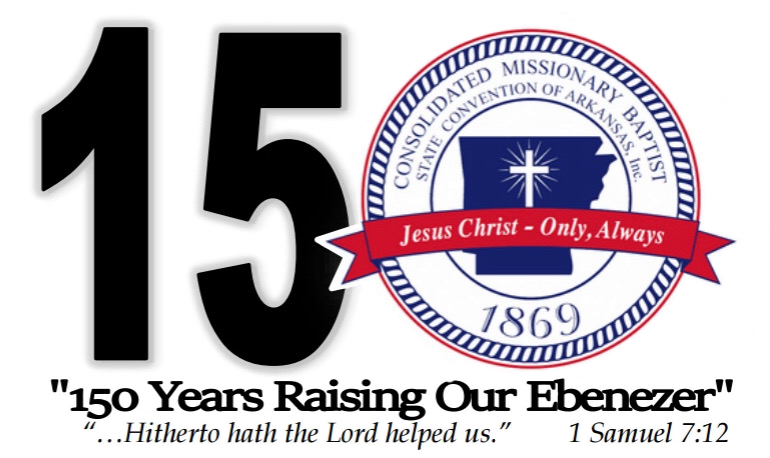 15
CONSOLIDATED MISSIONARY BAPTIST
STATE CONVENTION OF ARKANSAS, Inc.
Jesus Christ - Only, Always
1869
"150 Years Raising Our Ebenezer"
“…Hitherto hath the Lord helped us.” 1 Samuel 7:12